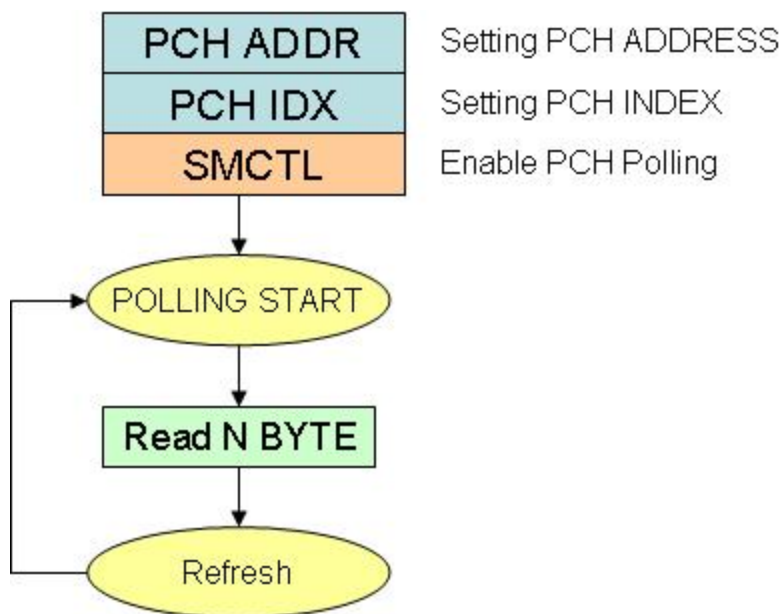 PCH ADDR Setting PCH ADDRESS
PCH IDX Setting PCH INDEX
SMCTL Enable PCH Polling
POLLING START
Read N BYTE
Refresh